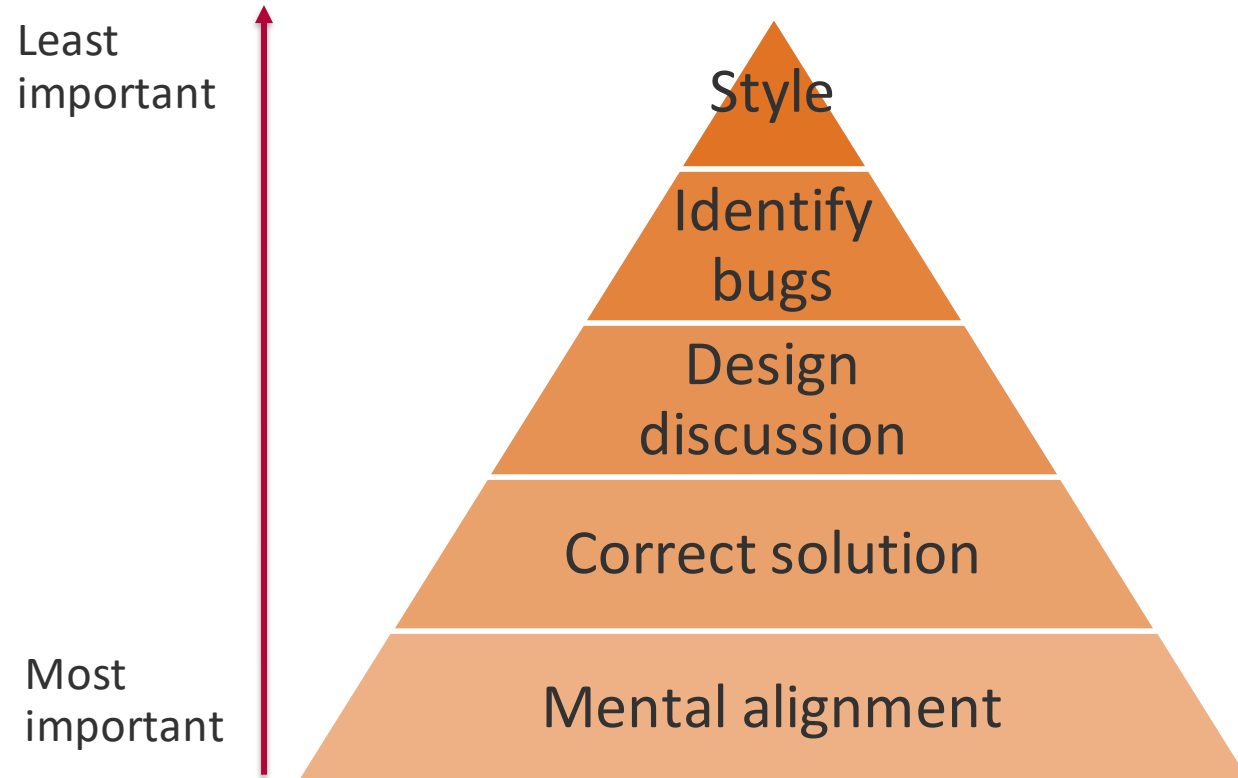 Least
important
Style
Identify
bugs
Design
discussion
Correct solution
Most
important
Mental alignment